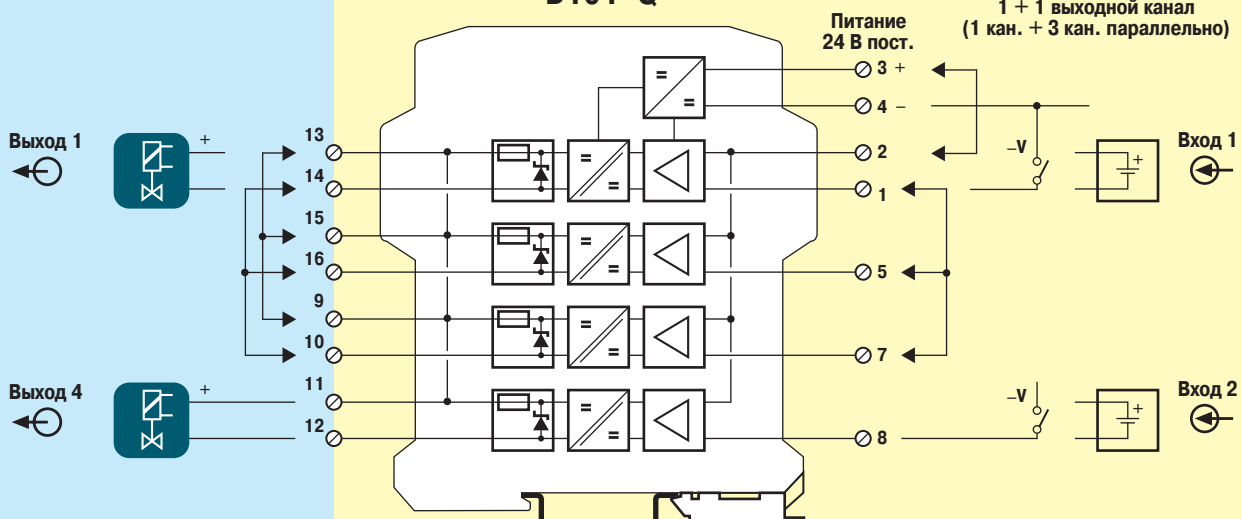 1 + 1 выходной канал
(1 кан. + 3 кан. параллельно)
Питание
24 В пост.
3 +
4 −
Выход 1
+
13
14
15
16
9
10
11
12
2
1
5
7
8
−V
+
Вход 1
Выход 4
+
−V
+
Вход 2